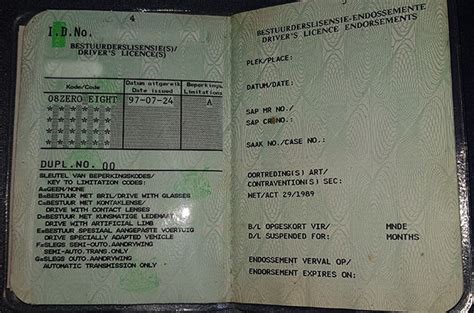 4
I.D.No.
BESTUURDERSLISENSIE(S)/
DRIVER'S LICENCE(S)
Kode/Code
Datum uitgereik
Date issued
Beperkings
Limitations
08ZERO EIGHT 97-07-24 A
* * * * *
* * * * *
* * * * *
* * * * *
DUPL.NO. 00
SLEUTEL VAN BEPERKINGSKODES/
KEY TO LIMITATION CODES:
A=GEEN/NONE
B=BESTUUR MET BRIL/DRIVE WITH GLASSES
C=BESTUUR MET KONTAKLENSE/
DRIVE WITH CONTACT LENSES
D=BESTUUR MET KUNSMATIGE LEDEMAAT
DRIVE WITH ARTIFICIAL LIMB
E=BESTUUR SPESIAAL AANGEPASTE VOERTUIG
DRIVE SPECIALLY ADAPTED VEHICLE
F=SLEGS SEMI-OUTO.AANDRYWING
SEMI-AUTO.TRANS.ONLY
G=SLEGS OUTO.AANDRYWING
AUTOMATIC TRANSMISSION ONLY
5
BESTUURDERSLISENSIE-ENDOSSEMENTE
DRIVER'S LICENCE ENDORSEMENTS
PLEK/PLACE:
DATUM/DATE:
SAP MR NO./
SAP CR NO.:
SAAK NO./CASE NO.:
OORTREDING(S) ART/
CONTRAVENTION(S) SEC:
WET/ACT 29/1989
B/L OPGESKORT VIR/ MNDE
D/L SUSPENDED FOR: MONTHS
ENDOSSEMENT VERVAL OP/
ENDORSEMENT EXPIRES ON: